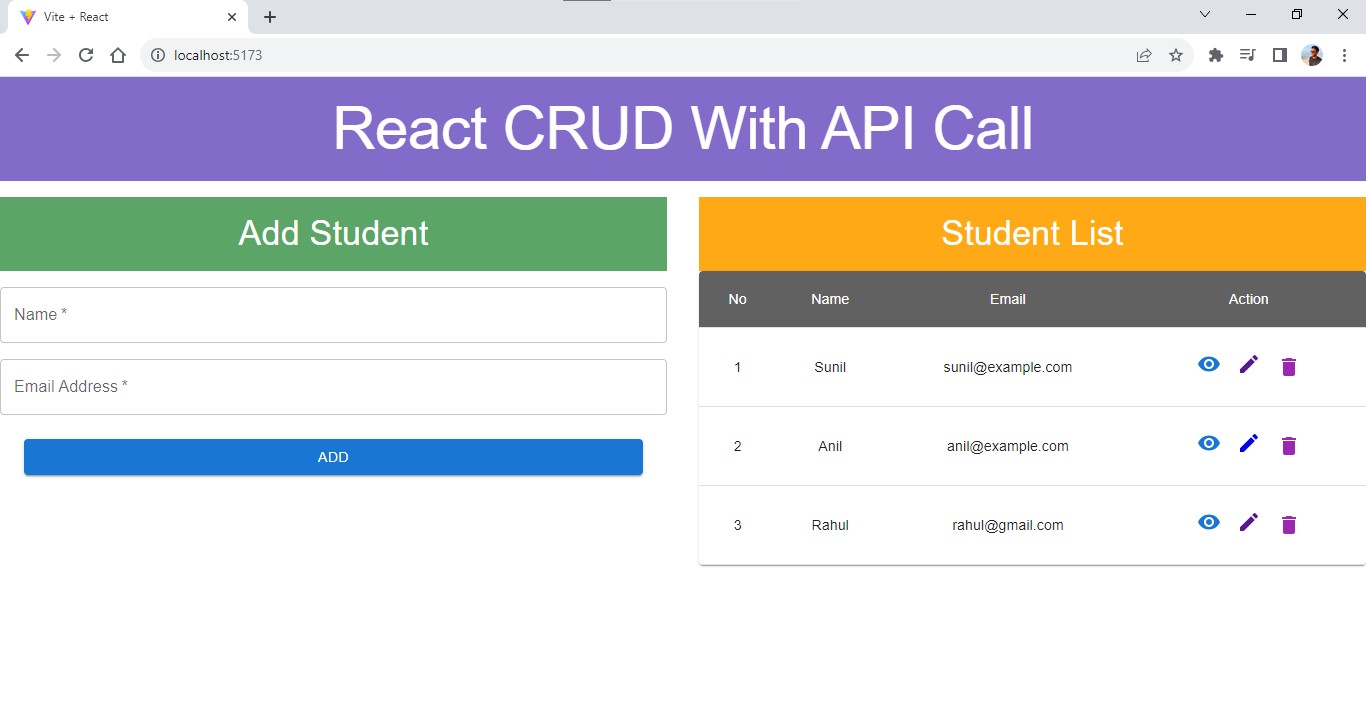 Vite + React
localhost:5173
React CRUD With API Call
Add Student
Name *
Email Address *
ADD
Student List
No Name Email Action
1 Sunil sunil@example.com
2 Anil anil@example.com
3 Rahul rahul@gmail.com